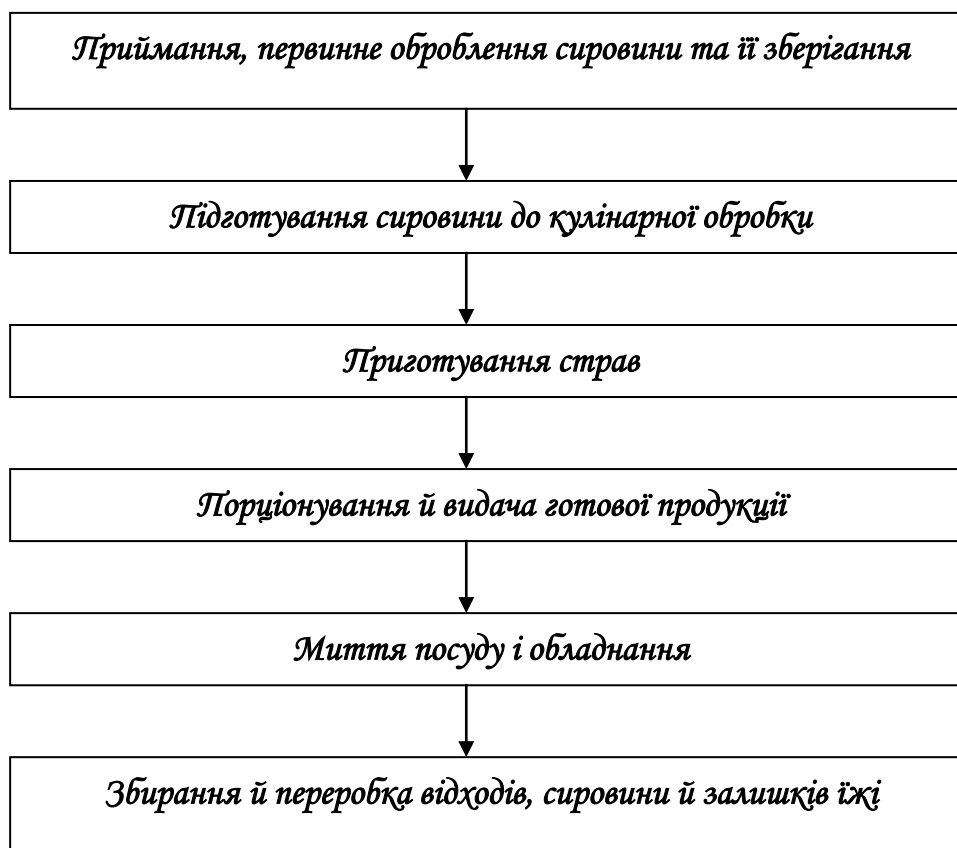 Приймання, первинне оброблення сировини та її зберігання
Підготування сировини до кулінарної обробки
Приготування страв
Порціонування й видача готової продукції
Миття посуду і обладнання
Збирання й переробка відходів, сировини й залишків їжі